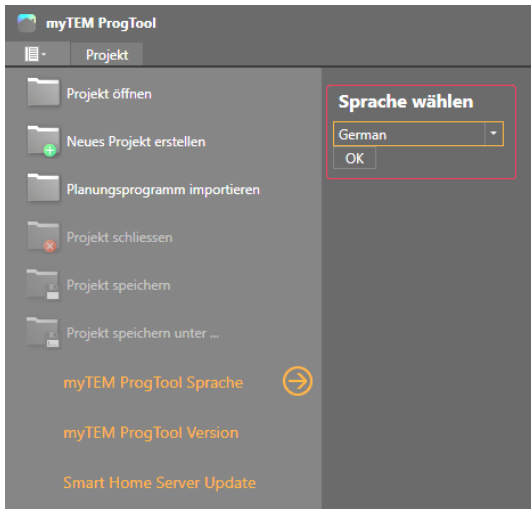 myTEM ProgTool
Projekt
Projekt öffnen
Neues Projekt erstellen
Planungsprogramm importieren
Projekt schliessen
Projekt speichern
Projekt speichern unter ...
myTEM ProgTool Sprache
myTEM ProgTool Version
Smart Home Server Update
Sprache wählen
German
OK